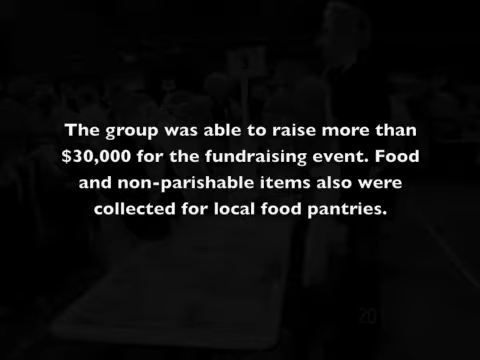 The group was able to raise more than
$30,000 for the fundraising event. Food
and non-parishable items also were
collected for local food pantries.